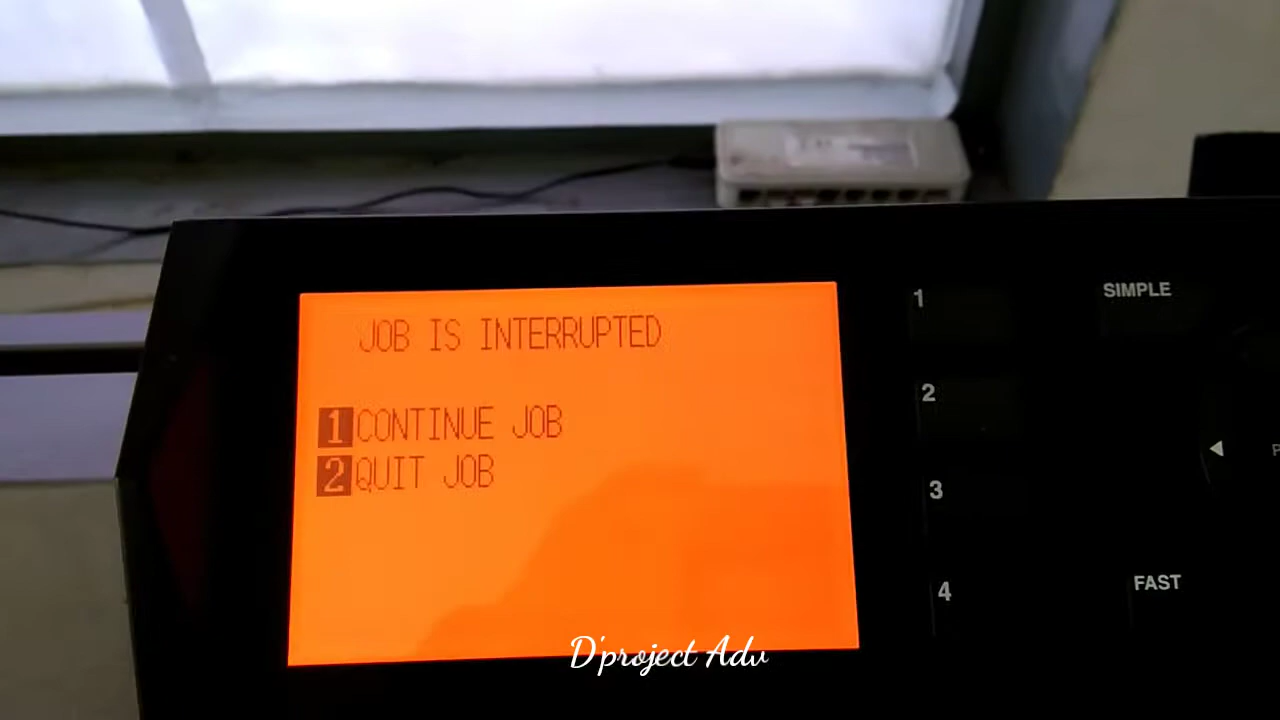 JOB IS INTERRUPTED
1 CONTINUE JOB
2 QUIT JOB
1
2
3
4
SIMPLE
FAST
D'project Adv